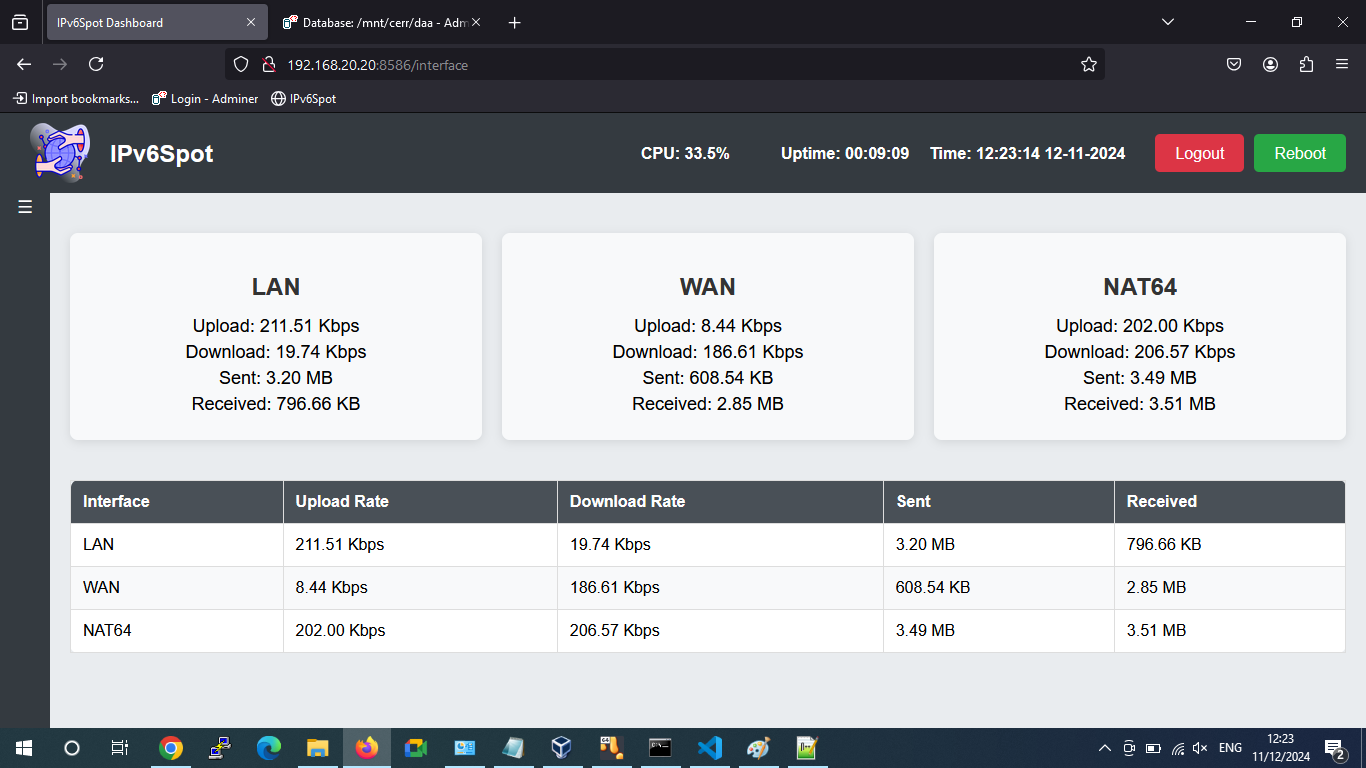 IPv6Spot Dashboard
Database: /mnt/cerr/daa - Adm
192.168.20.20:8586/interface
Import bookmarks... Login - Adminer IPv6Spot
IPv6Spot
CPU: 33.5% Uptime: 00:09:09 Time: 12:23:14 12-11-2024 Logout Reboot
LAN
Upload: 211.51 Kbps
Download: 19.74 Kbps
Sent: 3.20 MB
Received: 796.66 KB
WAN
Upload: 8.44 Kbps
Download: 186.61 Kbps
Sent: 608.54 KB
Received: 2.85 MB
NAT64
Upload: 202.00 Kbps
Download: 206.57 Kbps
Sent: 3.49 MB
Received: 3.51 MB
Interface Upload Rate Download Rate Sent Received
LAN 211.51 Kbps 19.74 Kbps 3.20 MB 796.66 KB
WAN 8.44 Kbps 186.61 Kbps 608.54 KB 2.85 MB
NAT64 202.00 Kbps 206.57 Kbps 3.49 MB 3.51 MB
ENG
12:23
11/12/2024
2